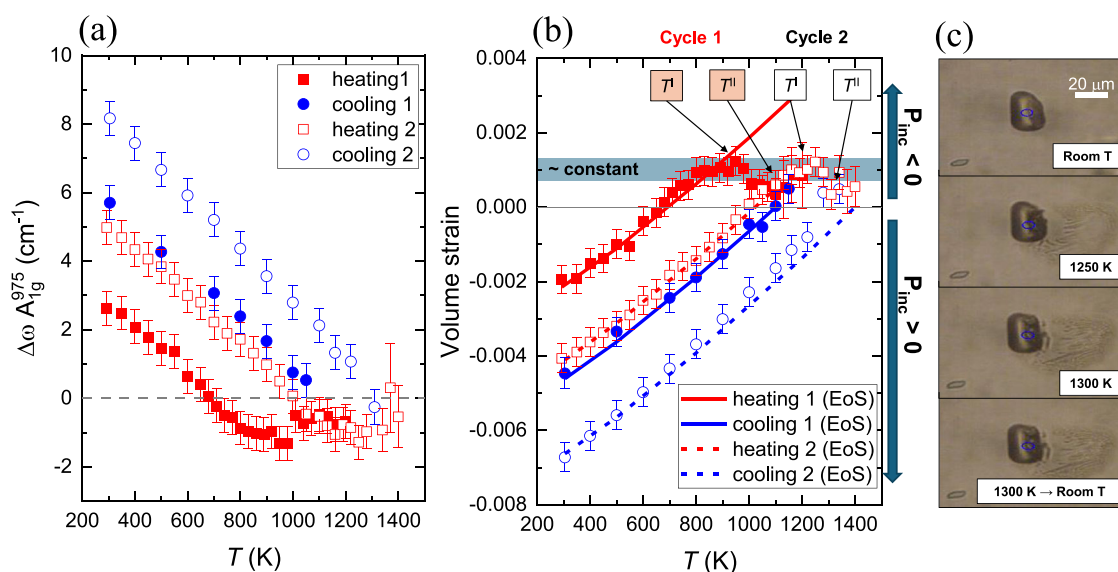 (a)
(b)
(c)
Cycle 1
Cycle 2
10
8
6
4
2
0
-2
Δω A₁g⁹⁷⁵ (cm⁻¹)
heating1
cooling 1
heating 2
cooling 2
200 400 600 800 1000 1200 1400
T (K)
0.004
0.002
0.001
0.000
-0.002
-0.004
-0.006
-0.008
Volume strain
Tᴵ
Tᴵᴵ
Tᴵ
Tᴵᴵ
~ constant
heating 1 (EoS)
cooling 1 (EoS)
heating 2 (EoS)
cooling 2 (EoS)
200 400 600 800 1000 1200 1400
T (K)
P_inc < 0
P_inc > 0
20 μm
Room T
1250 K
1300 K
1300 K → Room T